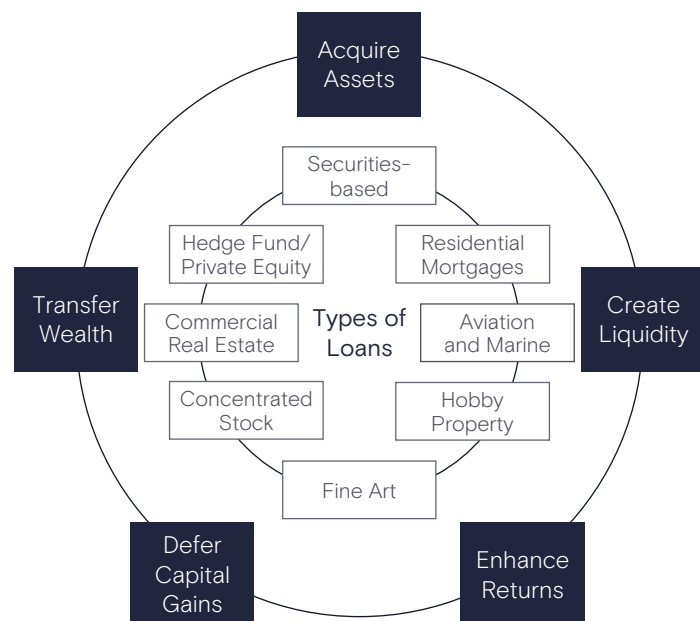 Acquire
Assets
Securities-
based
Hedge Fund/
Private Equity
Residential
Mortgages
Transfer
Wealth
Commercial
Real Estate
Types of
Loans
Aviation
and Marine
Create
Liquidity
Concentrated
Stock
Hobby
Property
Fine Art
Defer
Capital
Gains
Enhance
Returns